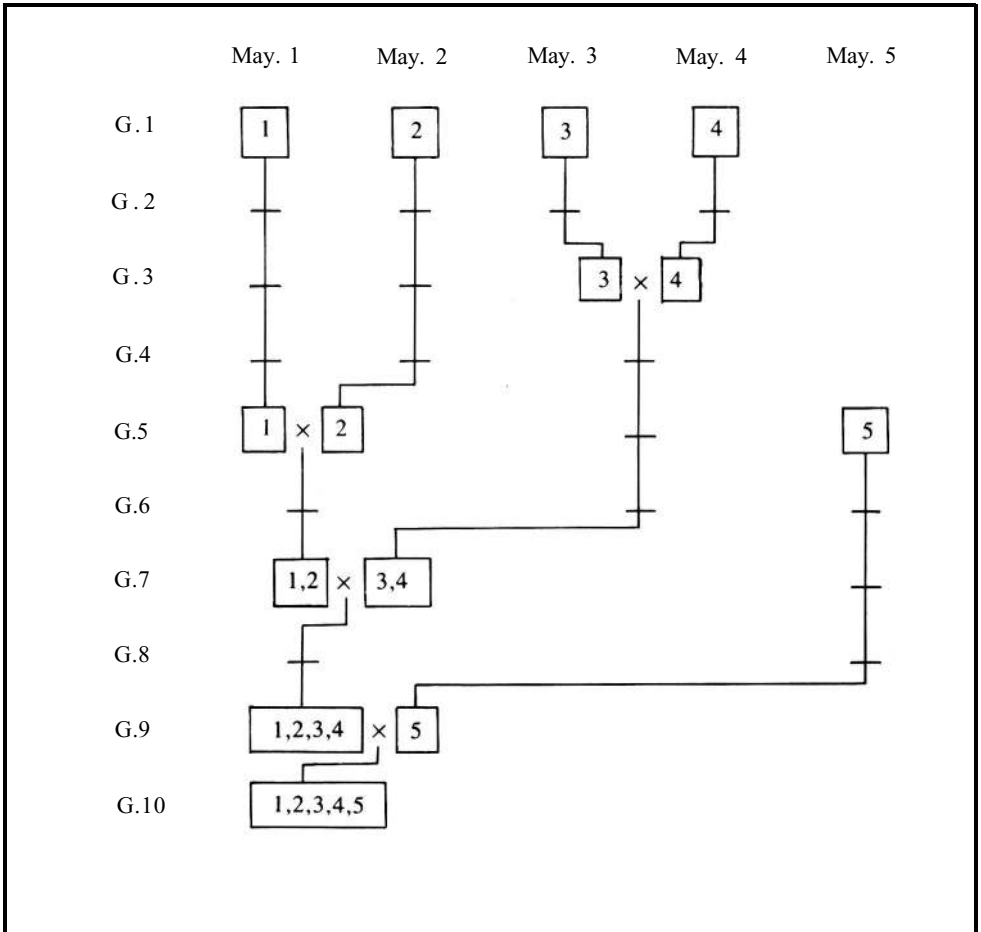 May. 1 May. 2 May. 3 May. 4 May. 5
G.1 1 2 3 4
G.2
G.3 3 × 4
G.4
G.5 1 × 2 5
G.6
G.7 1,2 × 3,4
G.8
G.9 1,2,3,4 × 5
G.10 1,2,3,4,5